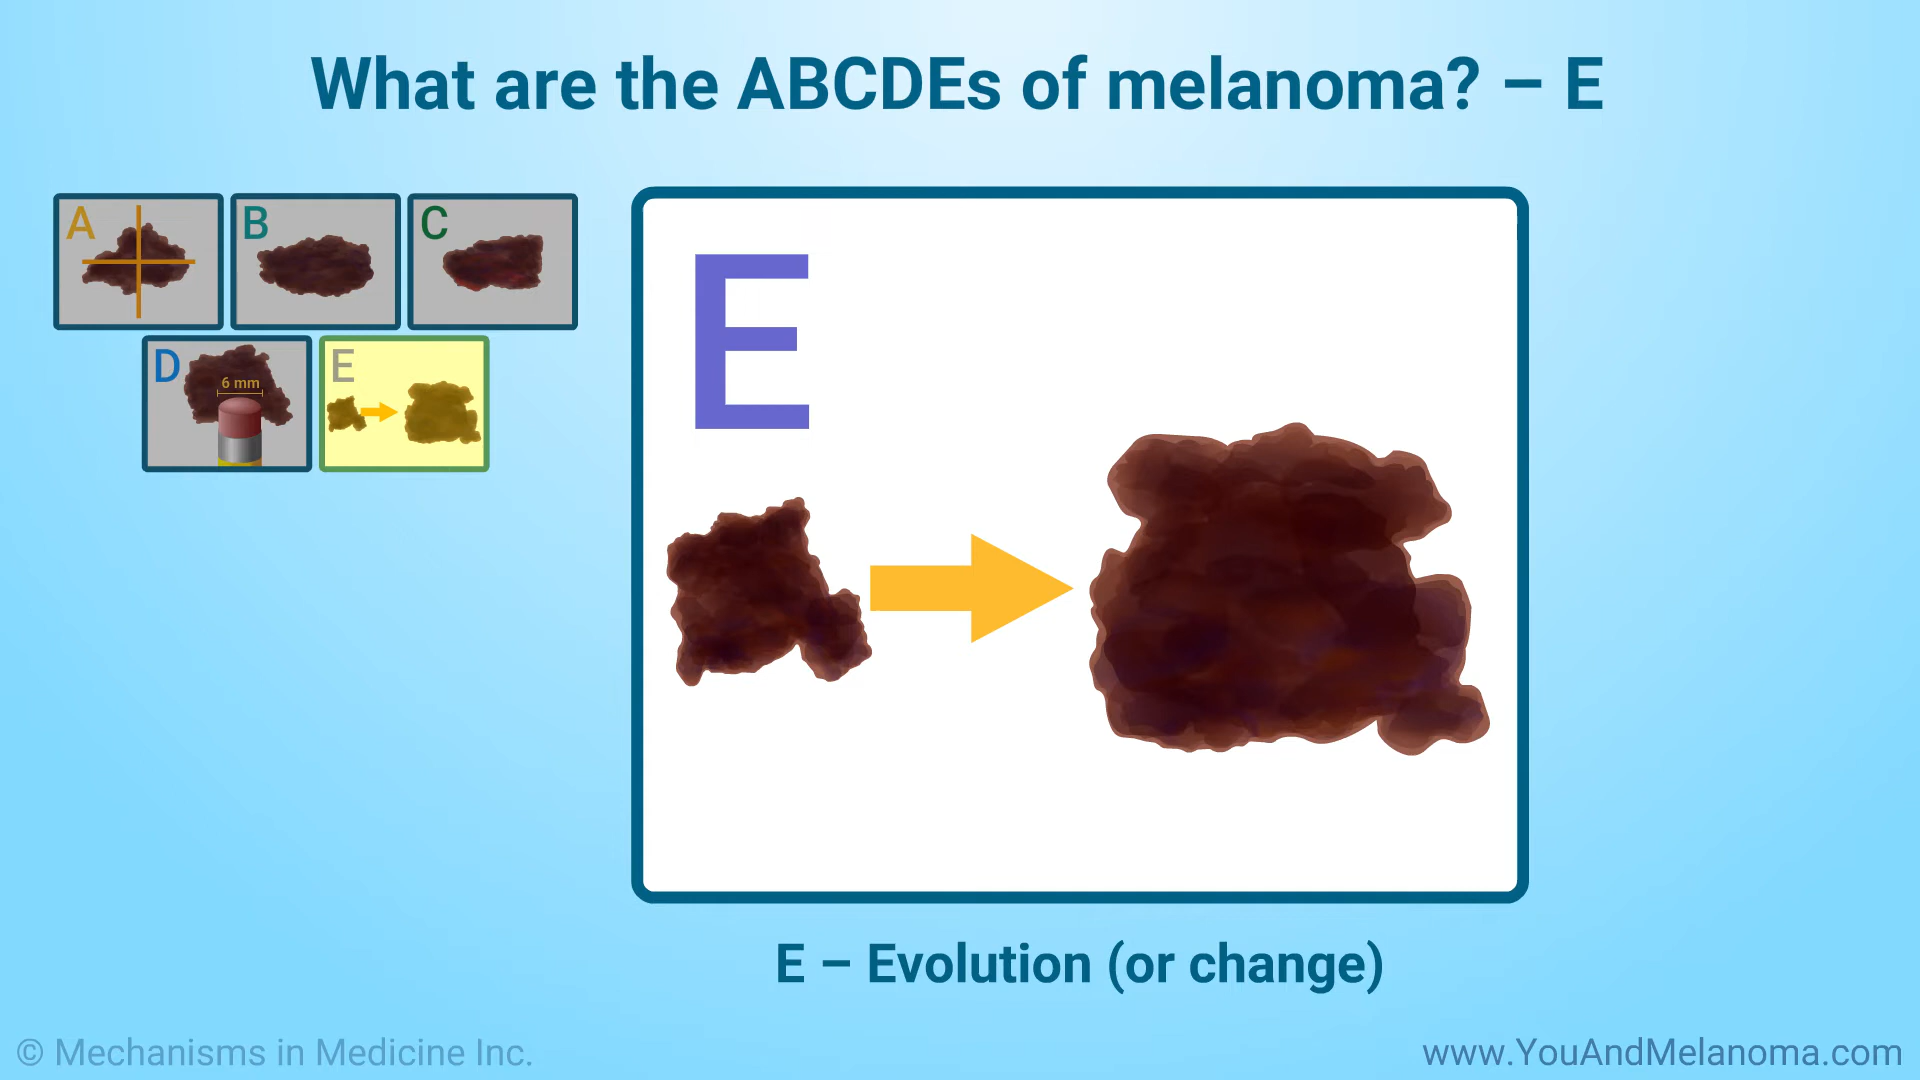 What are the ABCDEs of melanoma? – E
A
B
C
D
6 mm
E
E
E – Evolution (or change)
© Mechanisms in Medicine Inc.
www.YouAndMelanoma.com